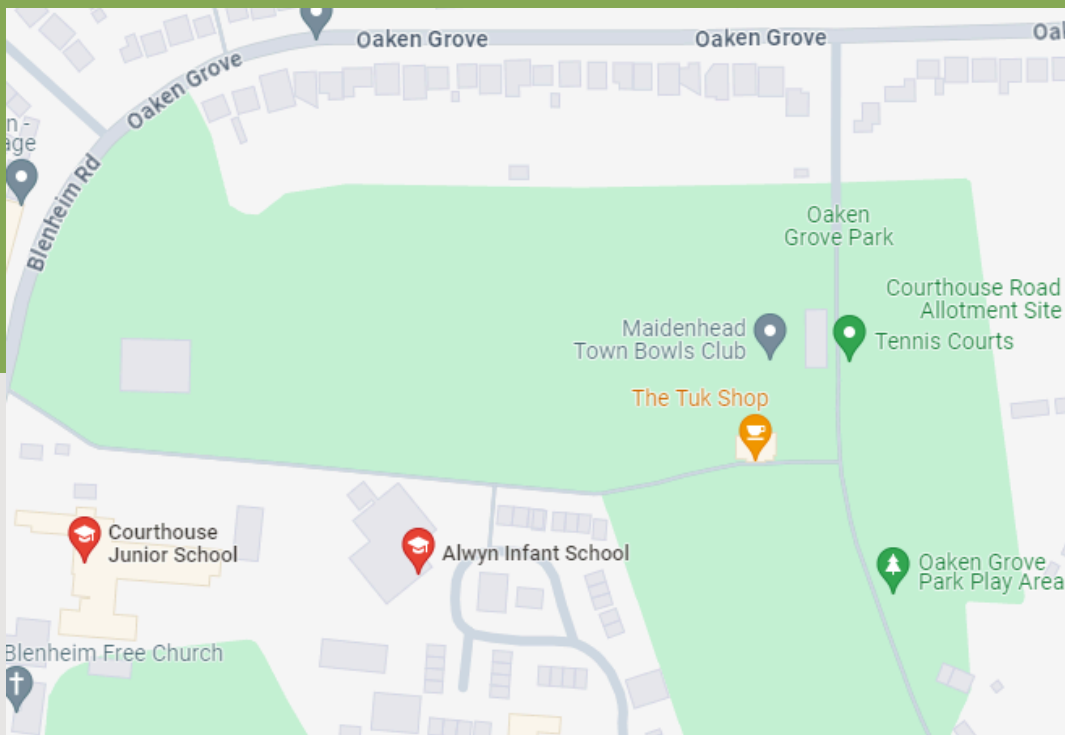 Oaken Grove
Oaken Grove
Oa
Oaken Grove
n -
age
Blenheim Rd
Oaken
Grove Park
Courthouse Road
Allotment Site
Maidenhead
Town Bowls Club
Tennis Courts
The Tuk Shop
Courthouse
Junior School
Alwyn Infant School
Oaken Grove
Park Play Area
Blenheim Free Church